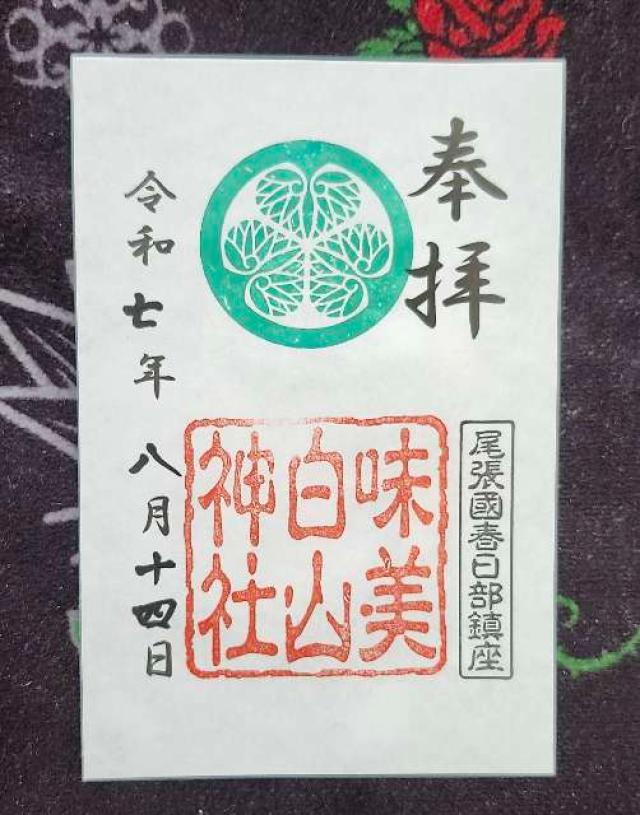 奉拝
尾張國春日部鎮座
味美
白山
神社
令和七年八月十四日